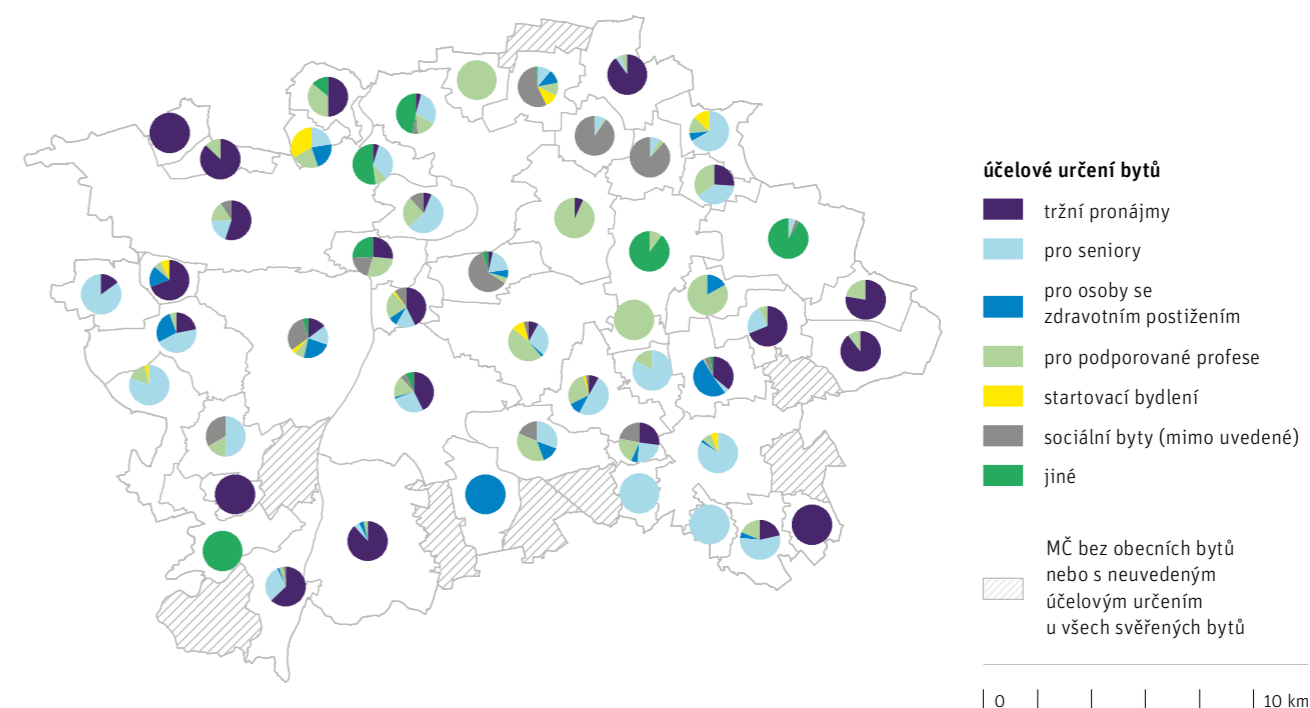 účelové určení bytů
tržní pronájmy
pro seniory
pro osoby se
zdravotním postižením
pro podporované profese
startovací bydlení
sociální byty (mimo uvedené)
jiné
MČ bez obecních bytů
nebo s neuvedeným
účelovým určením
u všech svěřených bytů
0 10 km